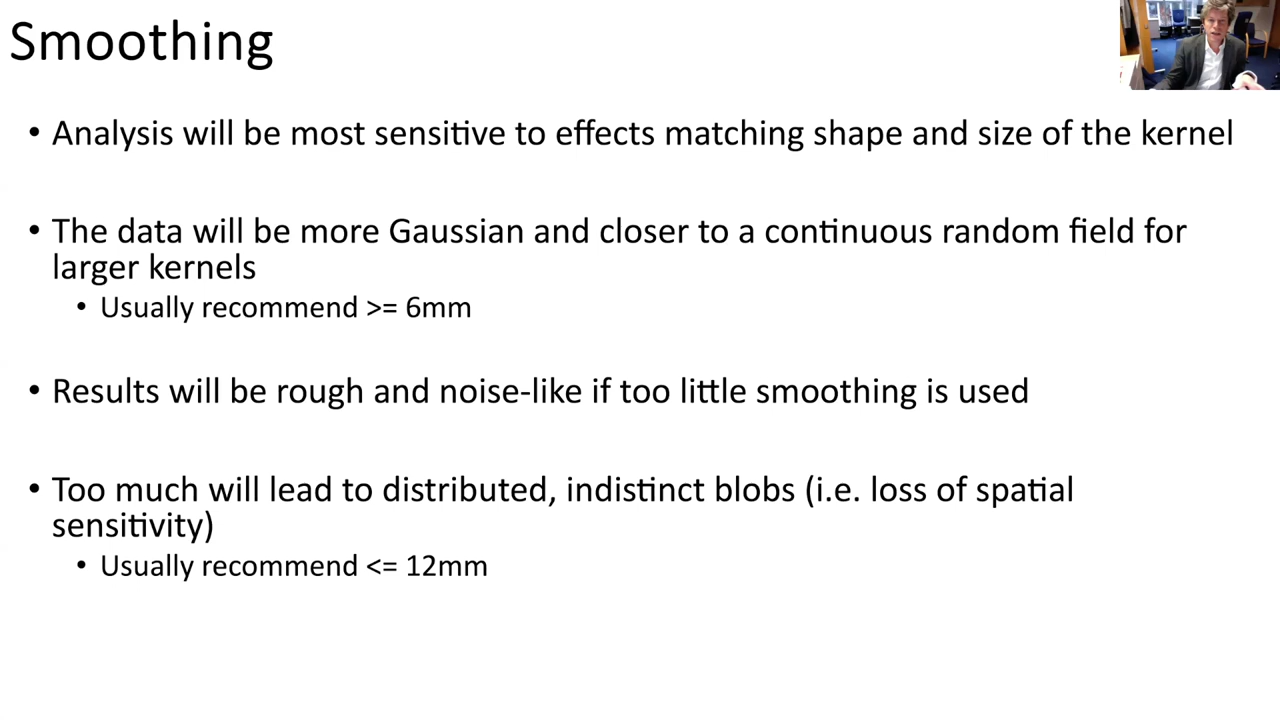 Smoothing
• Analysis will be most sensitive to effects matching shape and size of the kernel
• The data will be more Gaussian and closer to a continuous random field for
larger kernels
• Usually recommend >= 6mm
• Results will be rough and noise-like if too little smoothing is used
• Too much will lead to distributed, indistinct blobs (i.e. loss of spatial
sensitivity)
• Usually recommend <= 12mm